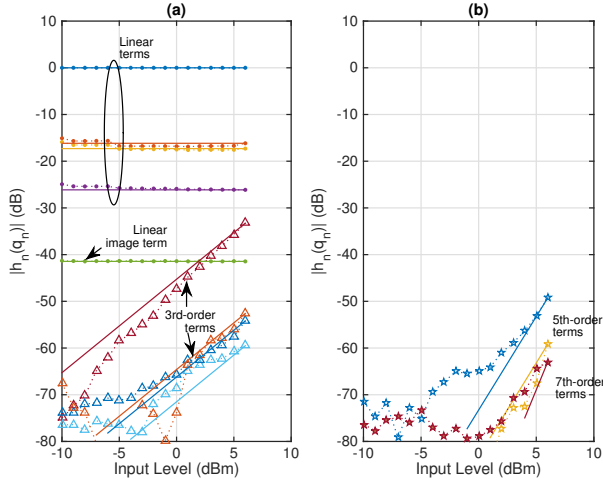 (a)
(b)
Linear
terms
Linear
image term
3rd-order
terms
|h_n(q_n)| (dB)
10
0
-10
-20
-30
-40
-50
-60
-70
-80
-10
-5
0
5
10
Input Level (dBm)
5th-order
terms
7th-order
terms
|h_n(q_n)| (dB)
10
0
-10
-20
-30
-40
-50
-60
-70
-80
-10
-5
0
5
10
Input Level (dBm)